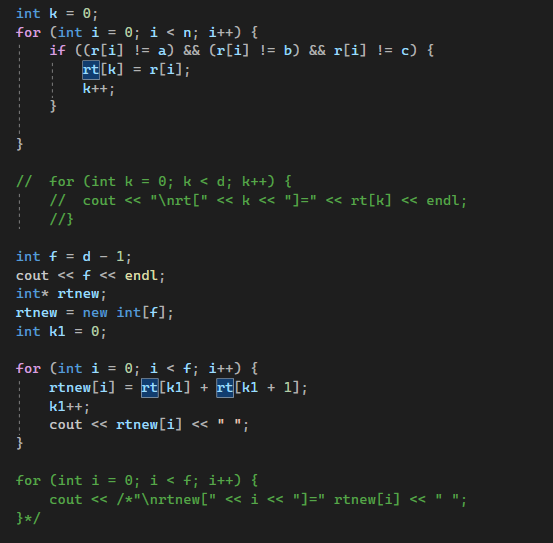 int k = 0;
for (int i = 0; i < n; i++) {
if ((r[i] != a) && (r[i] != b) && r[i] != c) {
rt[k] = r[i];
k++;
}
}
//  for (int k = 0; k < d; k++) {
//  cout << "\nrt[" << k << "]=" << rt[k] << endl;
//}
int f = d - 1;
cout << f << endl;
int* rtnew;
rtnew = new int[f];
int k1 = 0;
for (int i = 0; i < f; i++) {
rtnew[i] = rt[k1] + rt[k1 + 1];
k1++;
cout << rtnew[i] << " ";
}
for (int i = 0; i < f; i++) {
cout << /*"\nrtnew[" << i << "]=" rtnew[i] << " ";
}*/